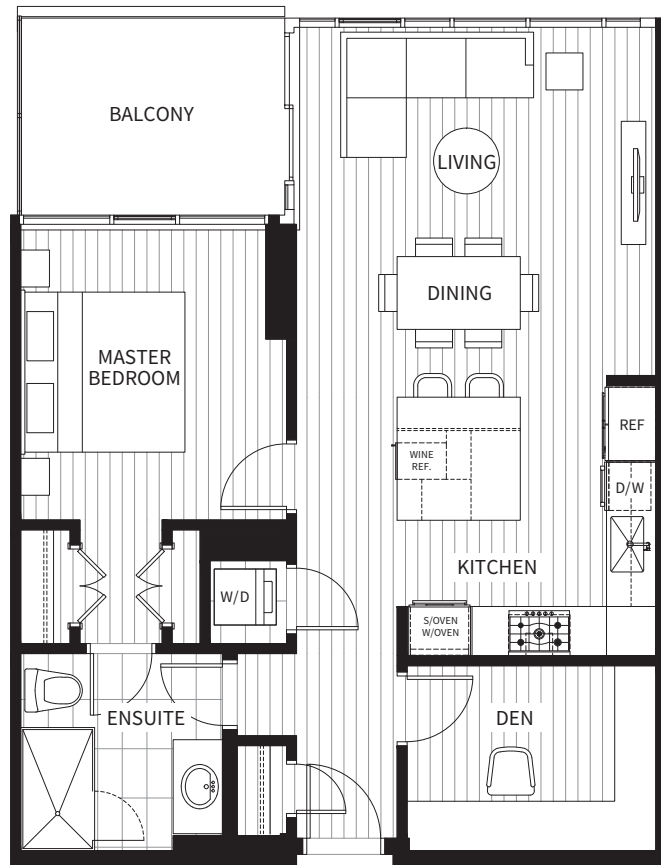 BALCONY
LIVING
DINING
MASTER
BEDROOM
REF
WINE
REF.
D/W
KITCHEN
W/D
S/OVEN
W/OVEN
ENSUITE
DEN